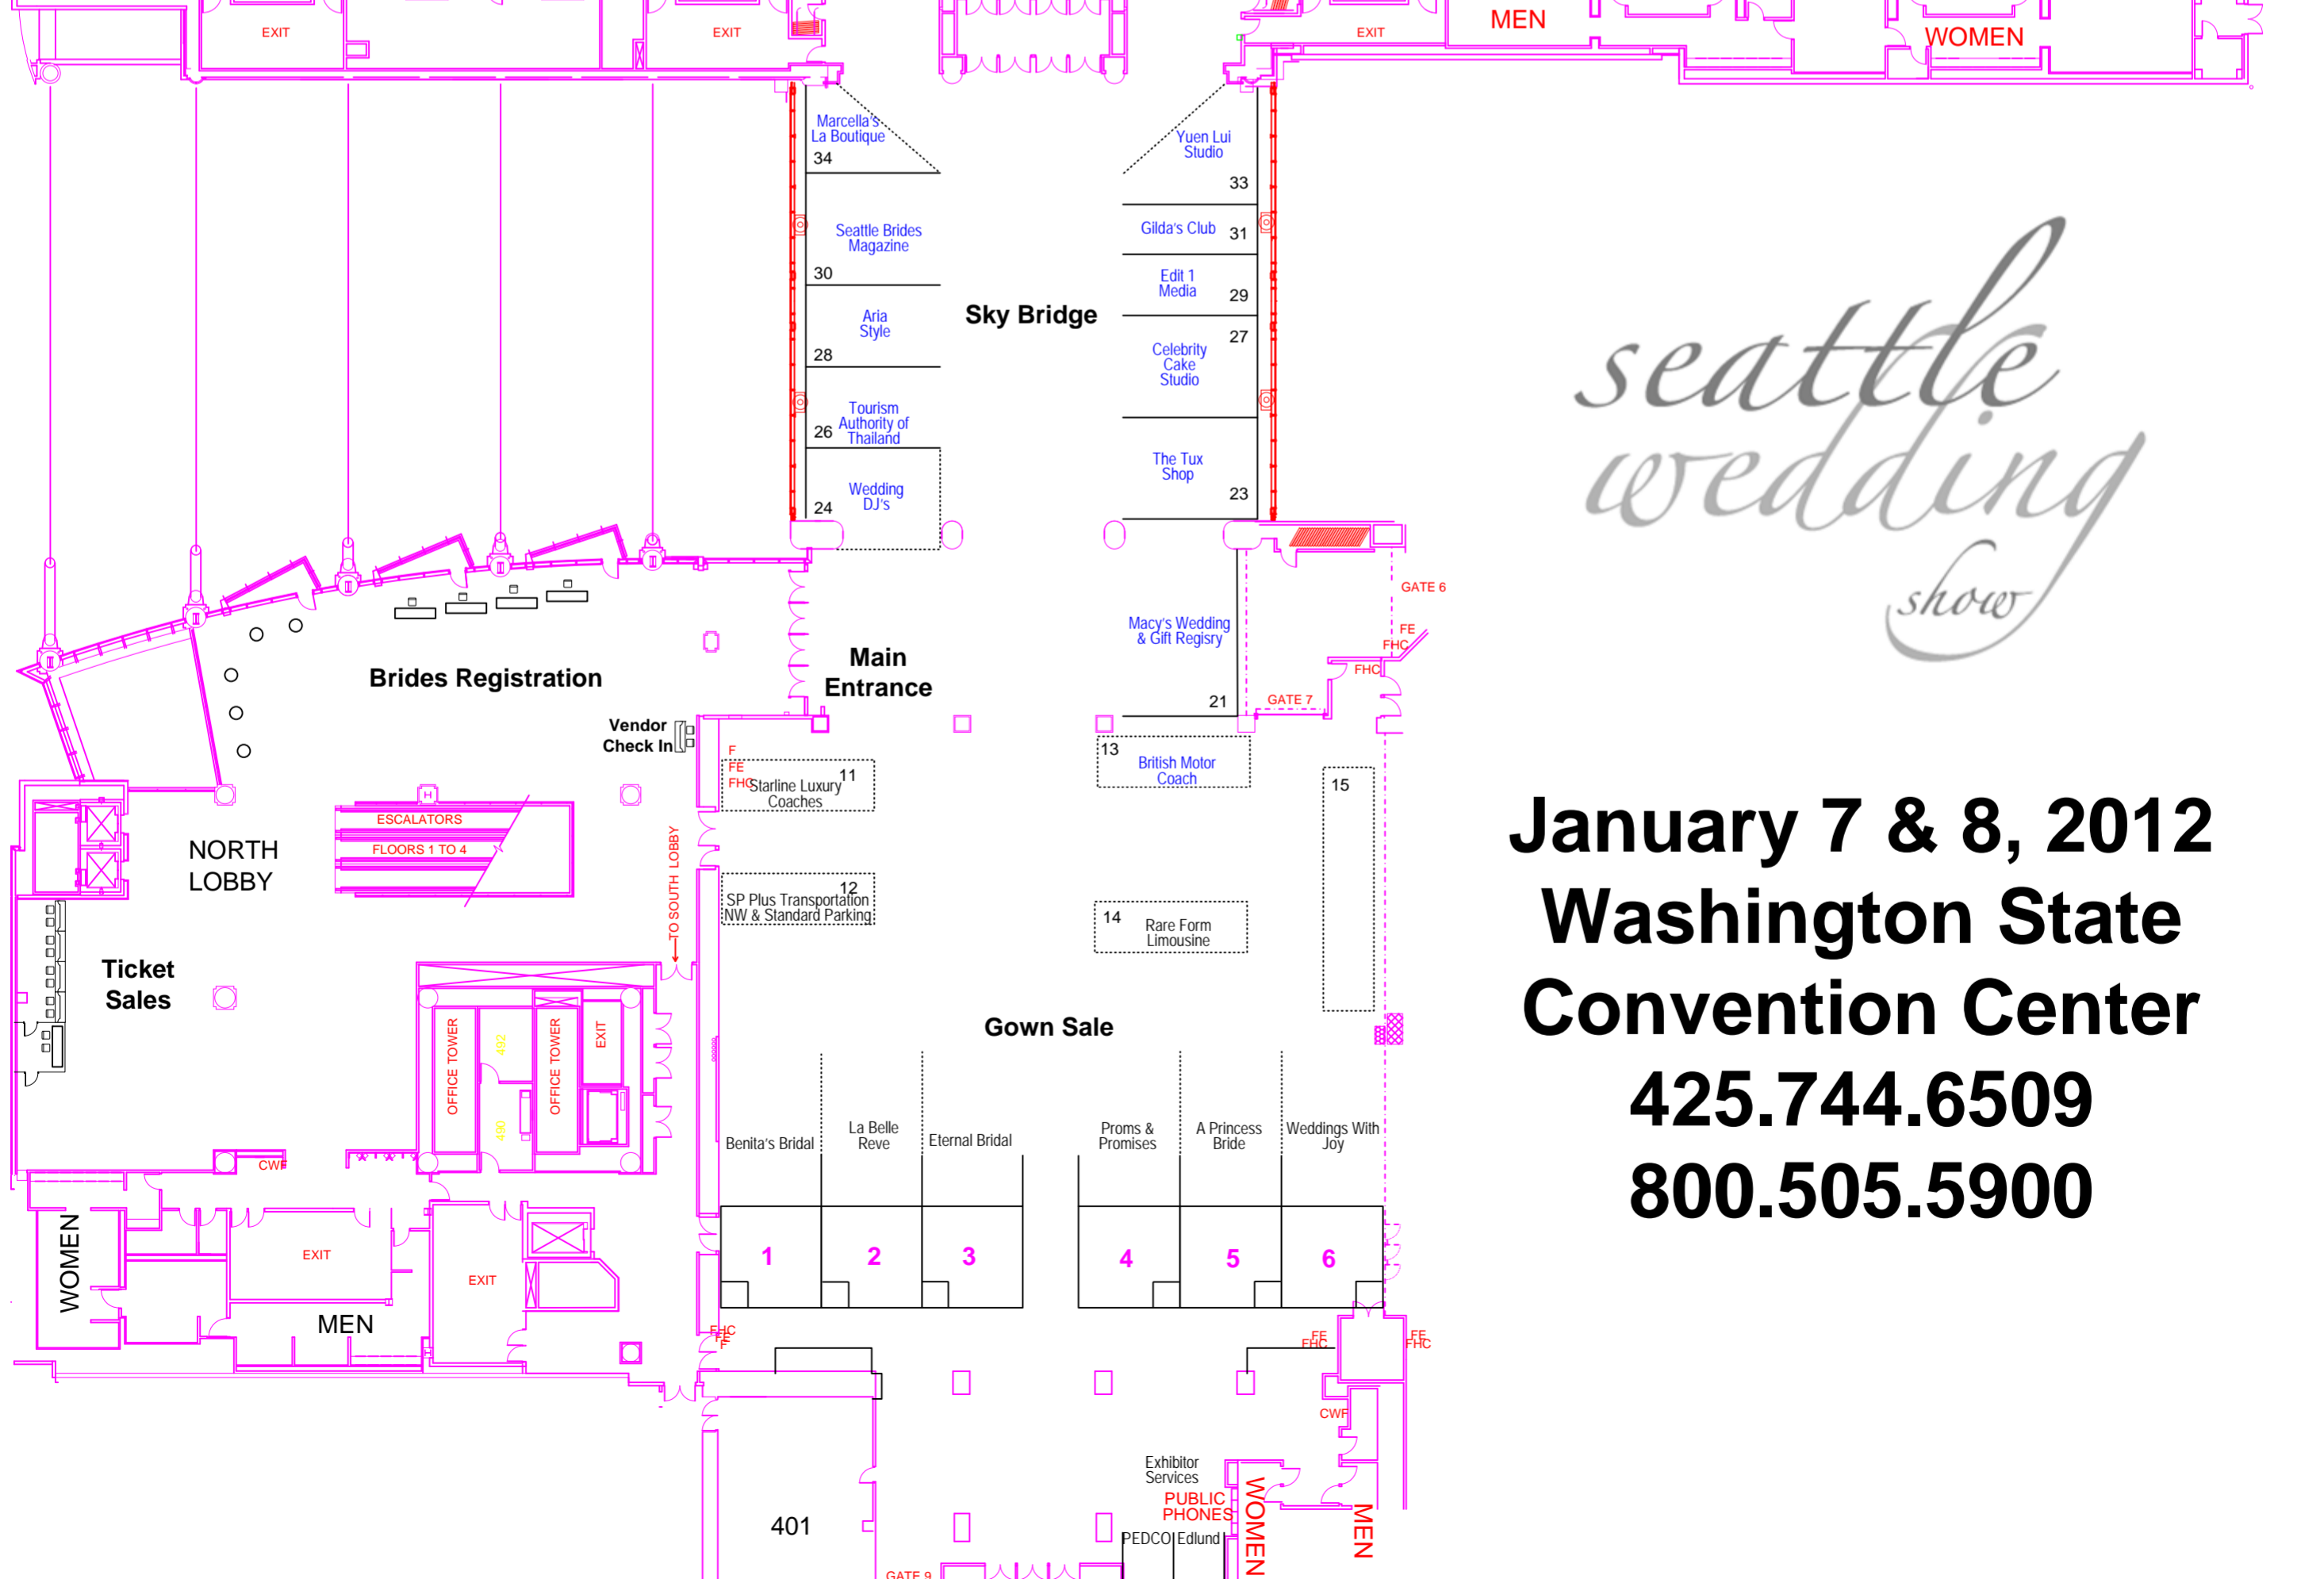 EXIT
EXIT
EXIT
MEN
WOMEN
Marcella's
La Boutique
34
Yuen Lui
Studio
33
Seattle Brides
Magazine
30
Gilda's Club 31
Edit 1
Media
29
Aria
Style
28
Sky Bridge
27
Celebrity
Cake
Studio
Tourism
Authority of
Thailand
26
The Tux
Shop
23
Wedding
DJ's
24
seattle
wedding
show
GATE 6
FE
FHC
FHC
GATE 7
Macy's Wedding
& Gift Regisry
21
Brides Registration
Main
Entrance
Vendor
Check In
F
FE
FHC
11
Starline Luxury
Coaches
13
British Motor
Coach
15
H
ESCALATORS
FLOORS 1 TO 4
NORTH
LOBBY
TO SOUTH LOBBY
12
SP Plus Transportation
NW & Standard Parking
14
Rare Form
Limousine
January 7 & 8, 2012
Washington State
Convention Center
425.744.6509
800.505.5900
Ticket
Sales
Gown Sale
OFFICE TOWER
492
490
OFFICE TOWER
EXIT
Benita's Bridal
La Belle
Reve
Eternal Bridal
Proms &
Promises
A Princess
Bride
Weddings With
Joy
CWF
WOMEN
EXIT
EXIT
MEN
1
2
3
4
5
6
FHC
FE
F
FE
FHC
FE
FHC
CWF
401
Exhibitor
Services
PUBLIC
PHONES
WOMEN
MEN
PEDCO
Edlund
GATE 9